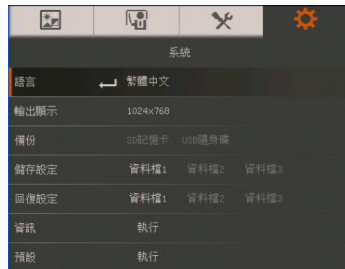 系統
語言 繁體中文
輸出顯示 1024×768
備份 SD記憶卡 USB隨身碟
儲存設定 資料檔1 資料檔2 資料檔3
回復設定 資料檔1 資料檔2 資料檔3
資訊 執行
預設 執行